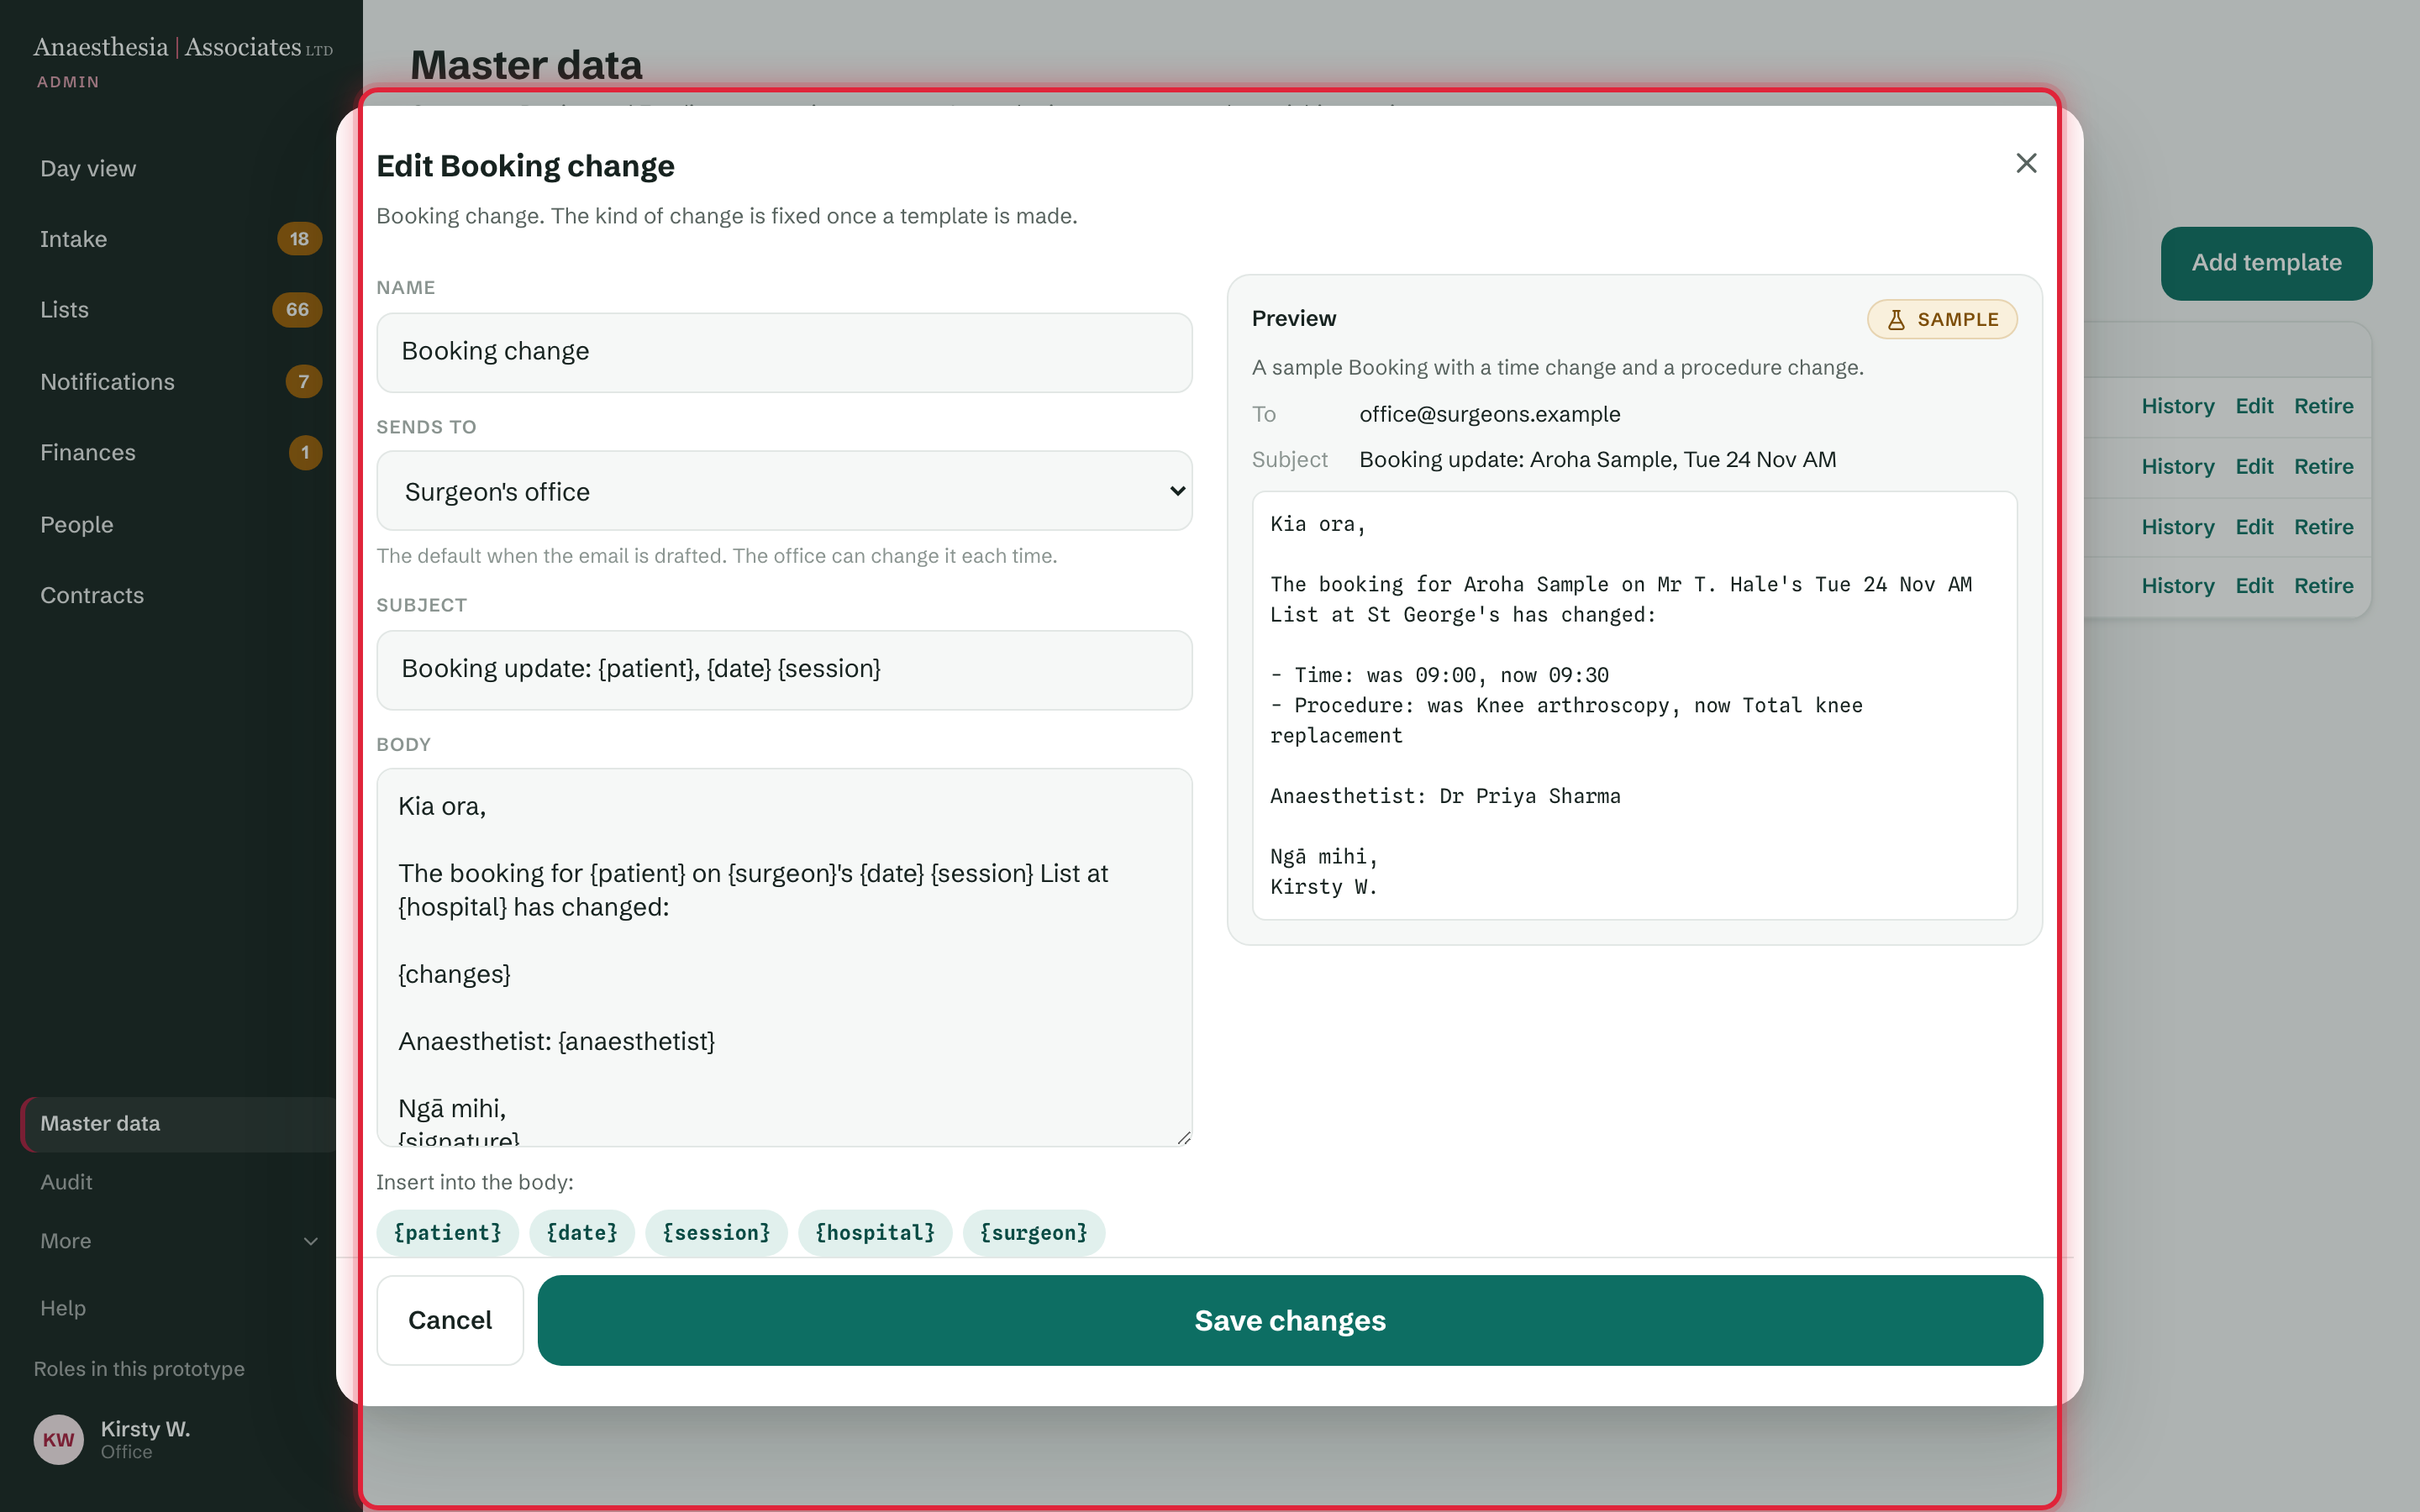 Anaesthesia | Associates LTD
ADMIN
Day view
Intake 18
Lists 66
Notifications 7
Finances 1
People
Contracts
Master data
Audit
More
Help
Roles in this prototype
KW
Kirsty W.
Office
Master data
Add template
History Edit Retire
History Edit Retire
History Edit Retire
History Edit Retire
Edit Booking change
Booking change. The kind of change is fixed once a template is made.
NAME
Booking change
SENDS TO
Surgeon's office
The default when the email is drafted. The office can change it each time.
SUBJECT
Booking update: {patient}, {date} {session}
BODY
Kia ora,
The booking for {patient} on {surgeon}'s {date} {session} List at
{hospital} has changed:
{changes}
Anaesthetist: {anaesthetist}
Ngā mihi,
{signature}
Insert into the body:
{patient} {date} {session} {hospital} {surgeon}
Preview
SAMPLE
A sample Booking with a time change and a procedure change.
To office@surgeons.example
Subject Booking update: Aroha Sample, Tue 24 Nov AM
Kia ora,
The booking for Aroha Sample on Mr T. Hale's Tue 24 Nov AM
List at St George's has changed:
- Time: was 09:00, now 09:30
- Procedure: was Knee arthroscopy, now Total knee
replacement
Anaesthetist: Dr Priya Sharma
Ngā mihi,
Kirsty W.
Cancel
Save changes